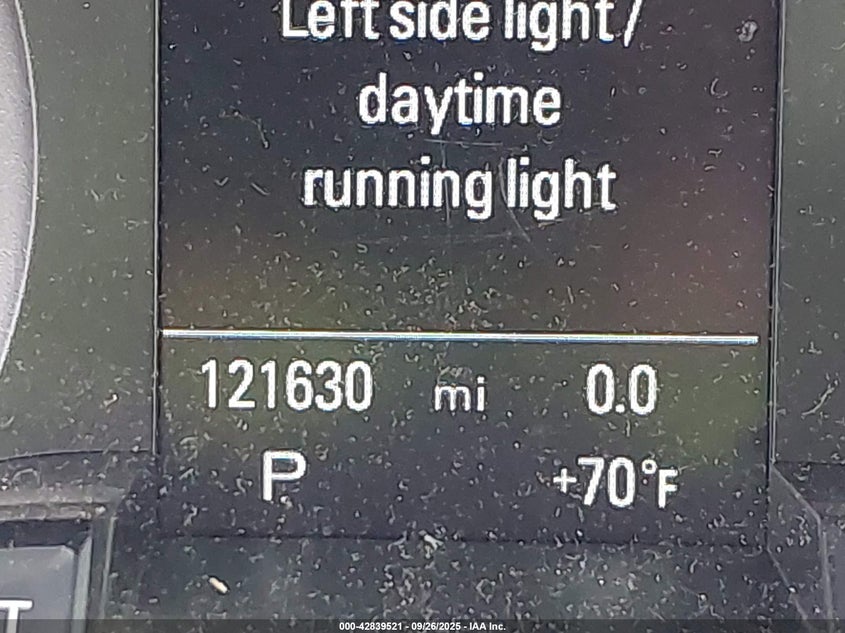 Left side light /
daytime
running light
121630 mi 0.0
P +70°F
T
000-42839521 - 09/26/2025 - IAA Inc.